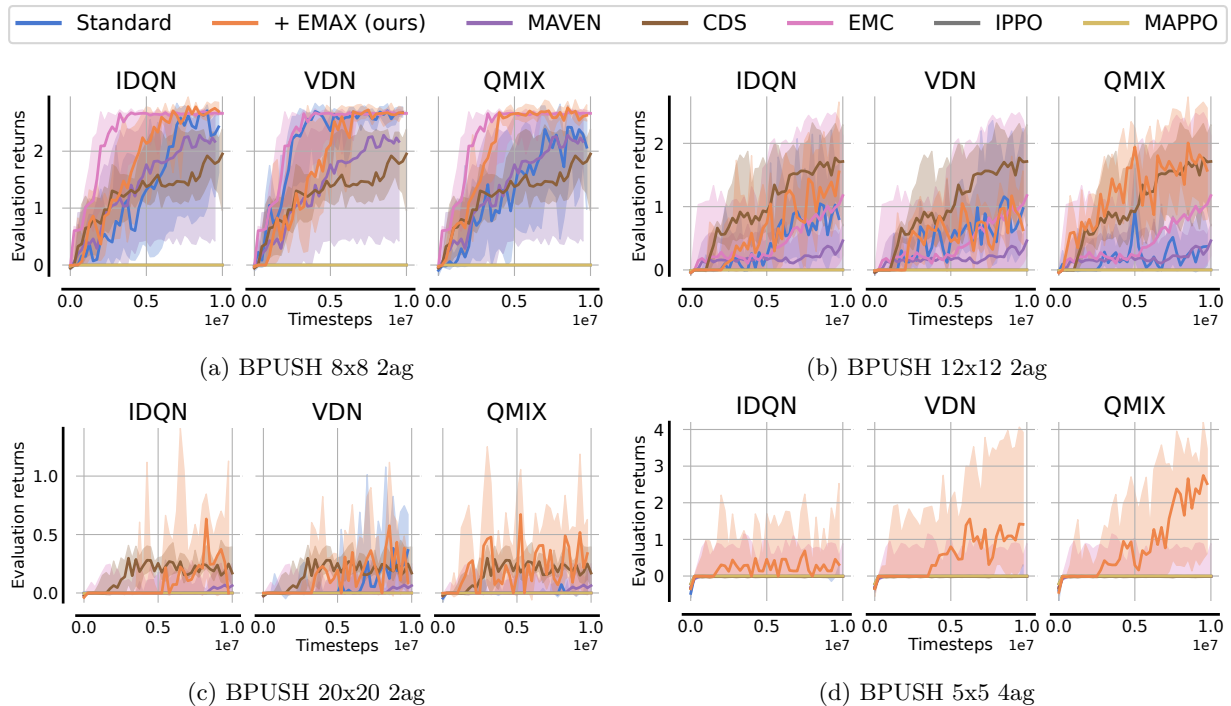 Standard + EMAX (ours) MAVEN CDS EMC IPPO MAPPO
IDQN VDN QMIX
Evaluation returns
2
1
0
0.0 0.5 1.0 0.0 0.5 1.0 0.0 0.5 1.0
1e7 Timesteps 1e7 1e7
(a) BPUSH 8x8 2ag
IDQN VDN QMIX
Evaluation returns
2
1
0
0.0 0.5 1.0 0.0 0.5 1.0 0.0 0.5 1.0
1e7 Timesteps 1e7 1e7
(b) BPUSH 12x12 2ag
IDQN VDN QMIX
Evaluation returns
1.0
0.5
0.0
0.0 0.5 1.0 0.0 0.5 1.0 0.0 0.5 1.0
1e7 Timesteps 1e7 1e7
(c) BPUSH 20x20 2ag
IDQN VDN QMIX
Evaluation returns
4
3
2
1
0
0.0 0.5 1.0 0.0 0.5 1.0 0.0 0.5 1.0
1e7 Timesteps 1e7 1e7
(d) BPUSH 5x5 4ag